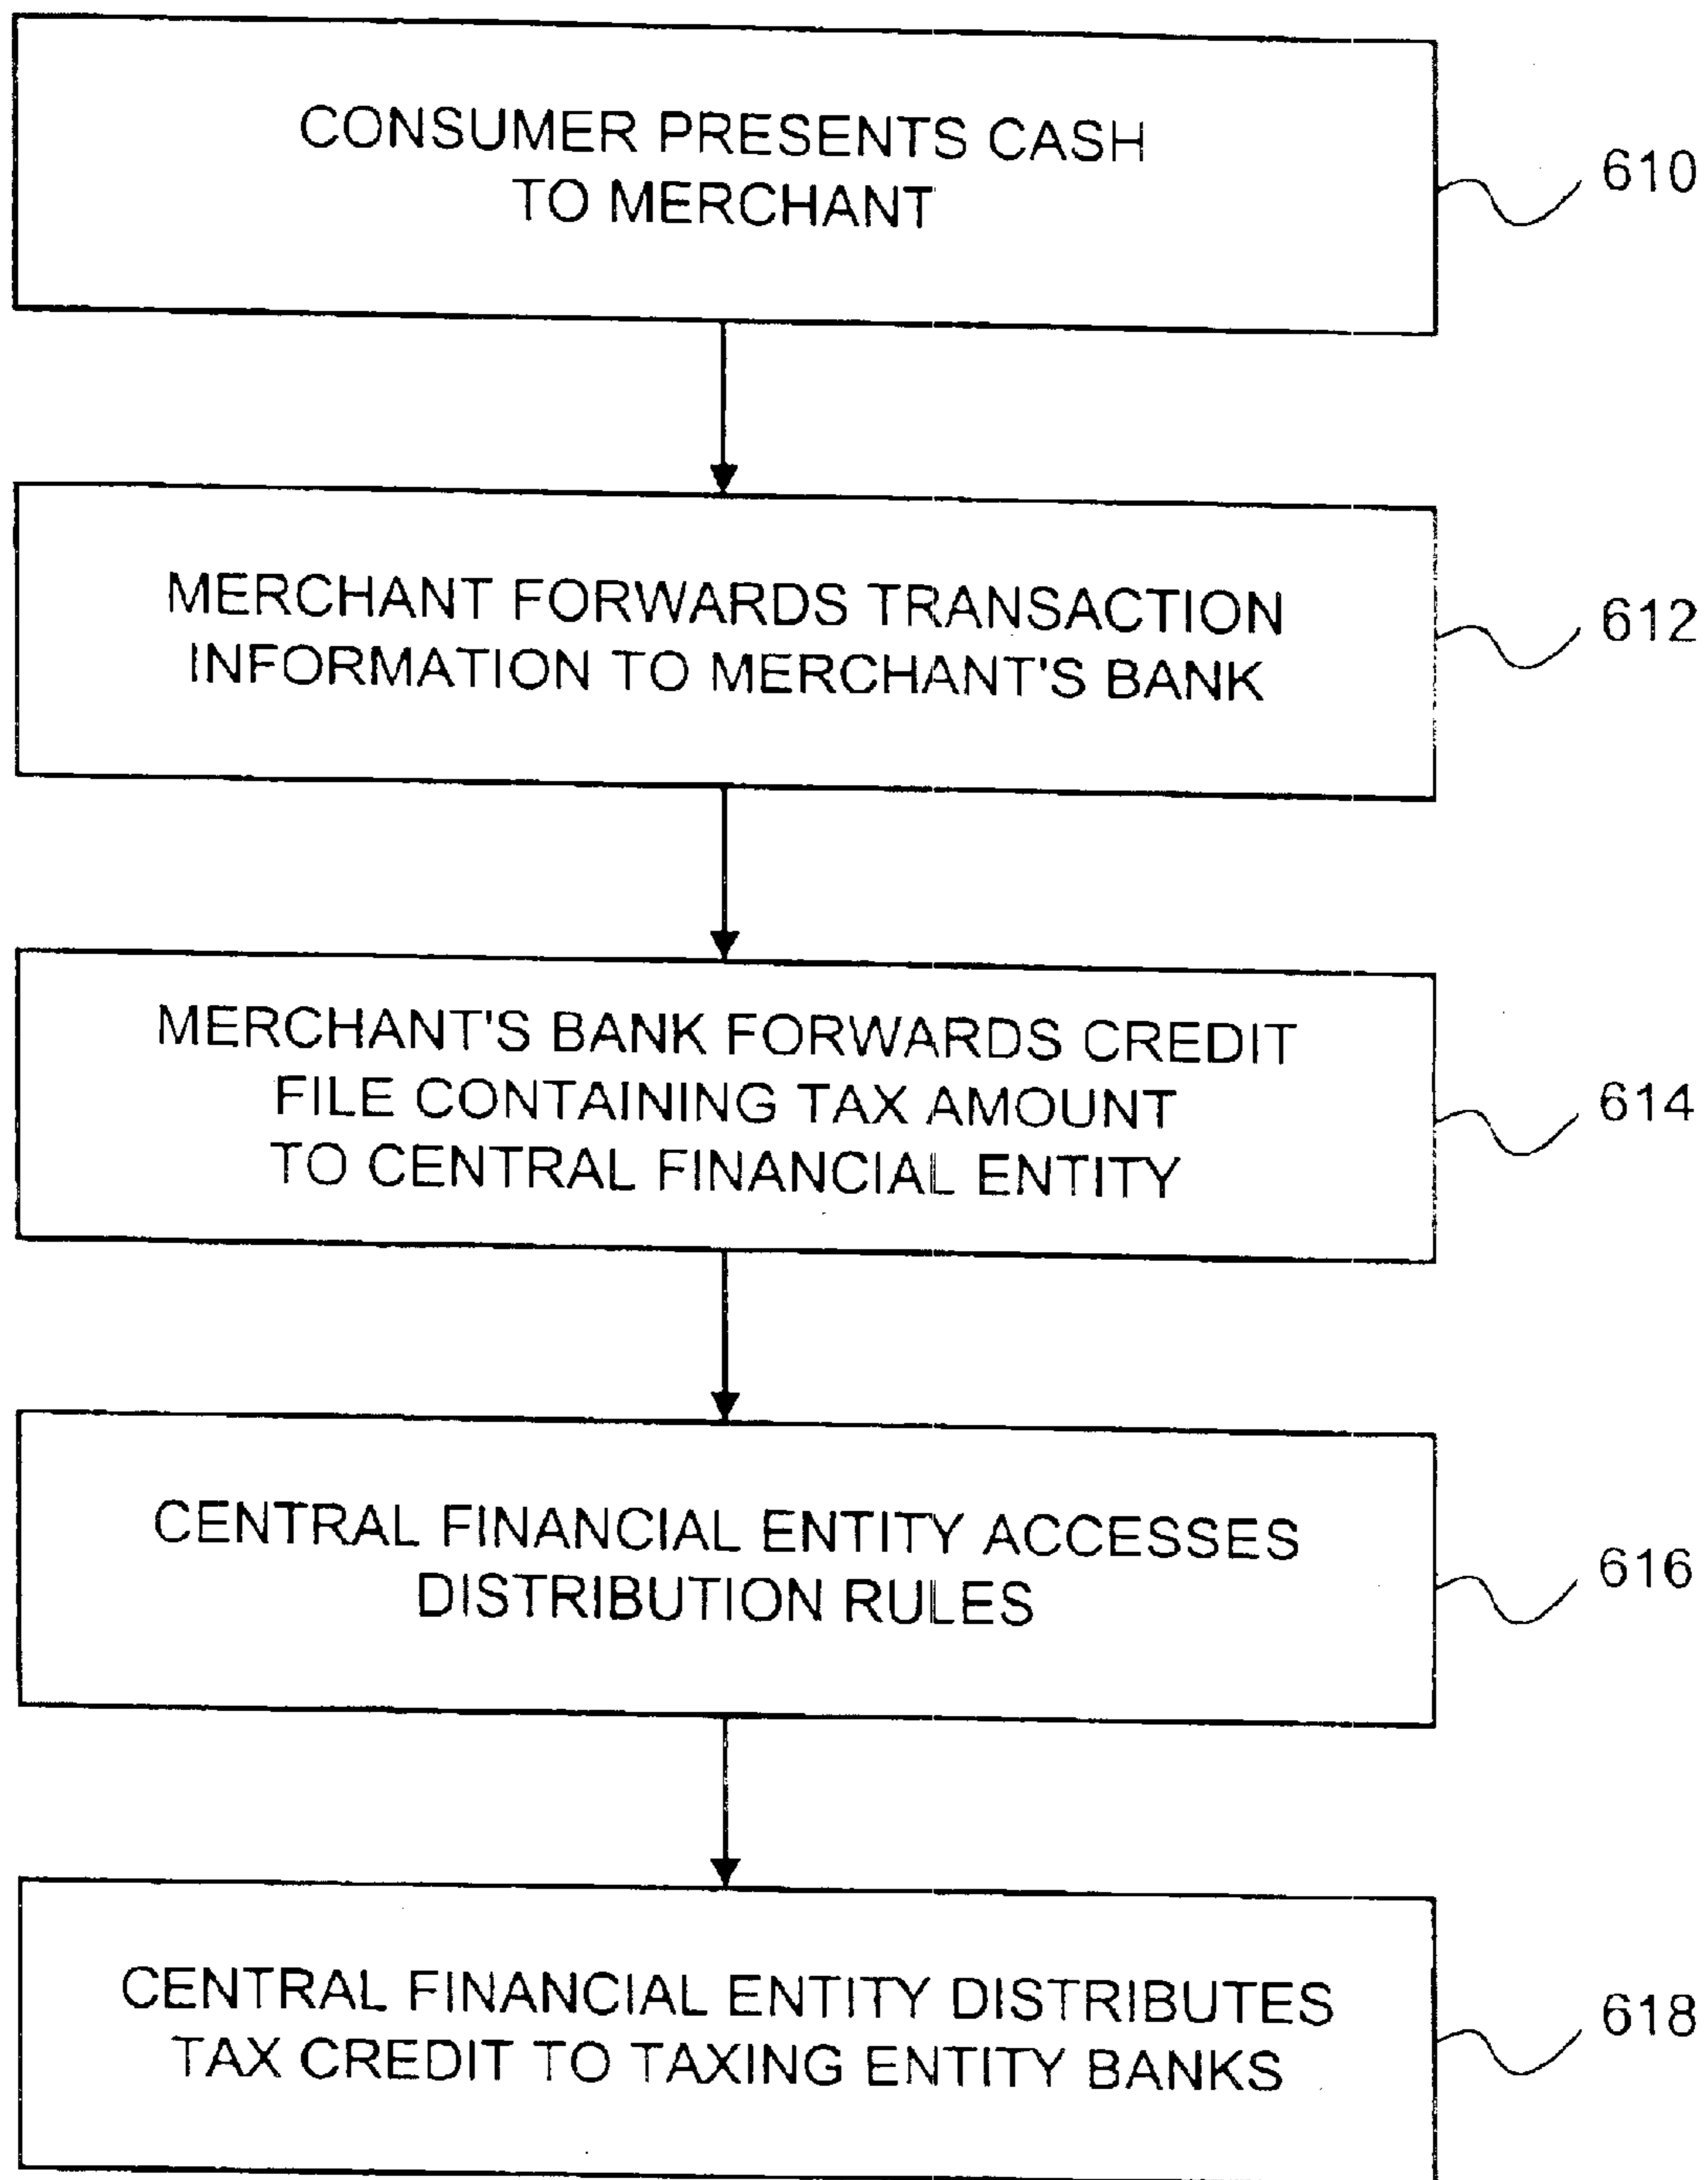 CONSUMER PRESENTS CASH
TO MERCHANT
610
MERCHANT FORWARDS TRANSACTION
INFORMATION TO MERCHANT'S BANK
612
MERCHANT'S BANK FORWARDS CREDIT
FILE CONTAINING TAX AMOUNT
TO CENTRAL FINANCIAL ENTITY
614
CENTRAL FINANCIAL ENTITY ACCESSES
DISTRIBUTION RULES
616
CENTRAL FINANCIAL ENTITY DISTRIBUTES
TAX CREDIT TO TAXING ENTITY BANKS
618